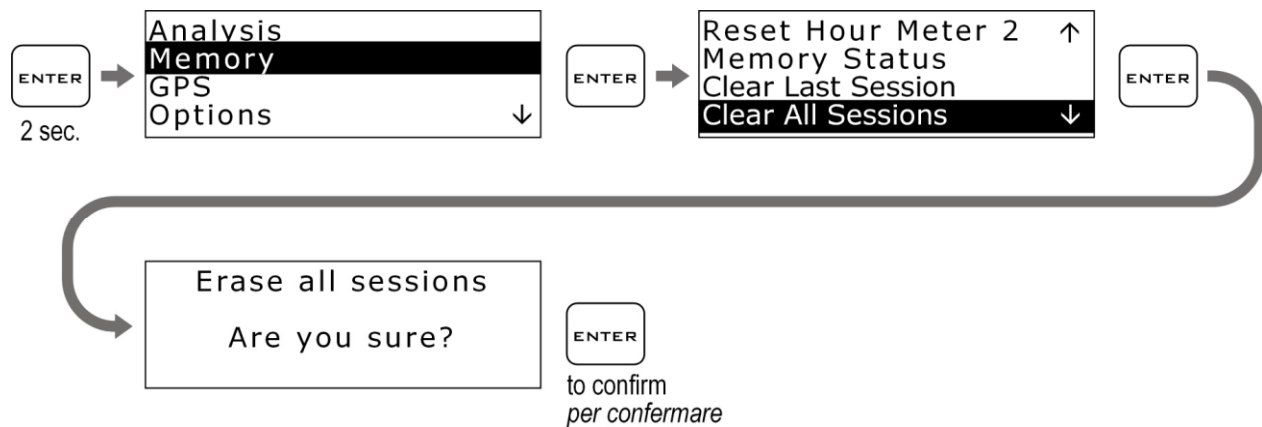 ENTER
2 sec.
Analysis
Memory
GPS
Options ↓
ENTER
Reset Hour Meter 2 ↑
Memory Status
Clear Last Session
Clear All Sessions ↓
ENTER
Erase all sessions
Are you sure?
ENTER
to confirm
per confermare